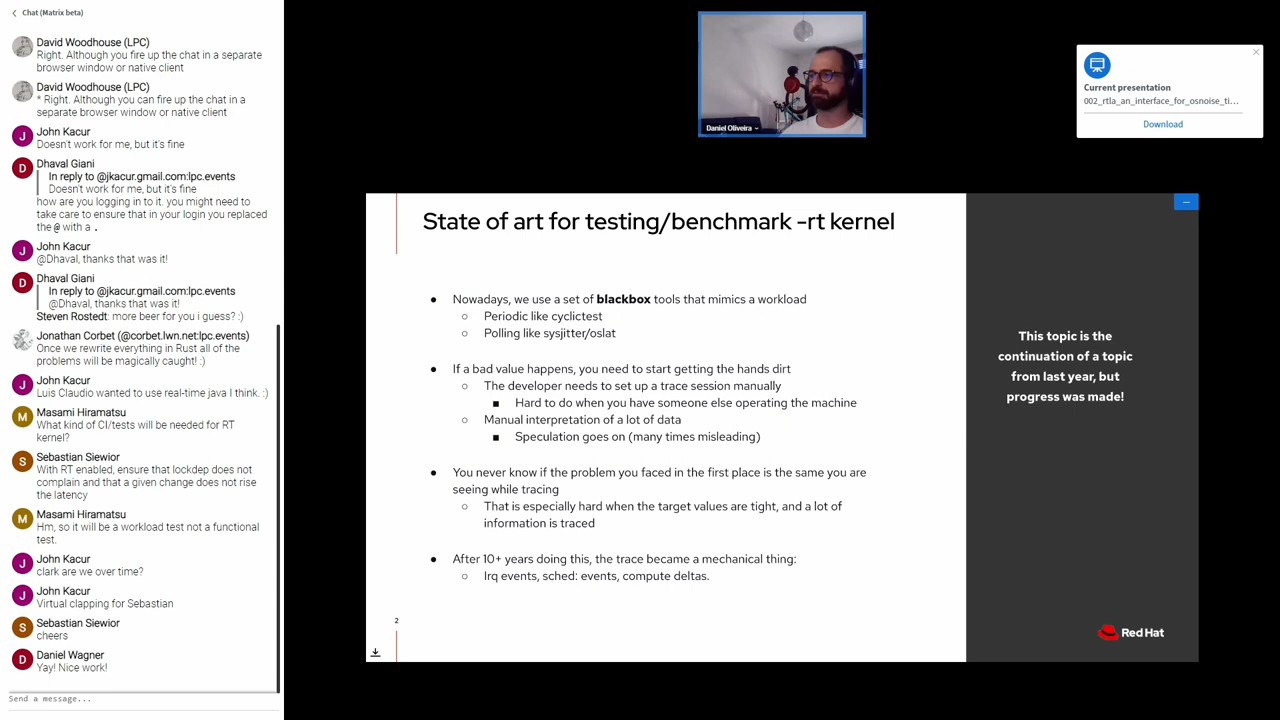 Chat (Matrix beta)
David Woodhouse (LPC)
Right. Although you fire up the chat in a separate
browser window or native client
David Woodhouse (LPC)
* Right. Although you can fire up the chat in a
separate browser window or native client
J
John Kacur
Doesn't work for me, but it's fine
D
Dhaval Giani
In reply to @jkacur:gmail.com:lpc.events
Doesn't work for me, but it's fine
how are you logging in to it. you might need to
take care to ensure that in your login you replaced
the @ with a .
J
John Kacur
@Dhaval, thanks that was it!
D
Dhaval Giani
In reply to @jkacur.gmail.com:lpc.events
@Dhaval, thanks that was it!
Steven Rostedt: more beer for you i guess? :)
Jonathan Corbet (@corbet.lwn.net:lpc.events)
Once we rewrite everything in Rust all of the
problems will be magically caught! :)
J
John Kacur
Luis Claudio wanted to use real-time java I think. :)
M
Masami Hiramatsu
What kind of CI/tests will be needed for RT
kernel?
S
Sebastian Siewior
With RT enabled, ensure that lockdep does not
complain and that a given change does not rise
the latency
M
Masami Hiramatsu
Hm, so it will be a workload test not a functional
test.
J
John Kacur
clark are we over time?
J
John Kacur
Virtual clapping for Sebastian
S
Sebastian Siewior
cheers
D
Daniel Wagner
Yay! Nice work!
Send a message...
Daniel Oliveira
Current presentation
002_rtla_an_interface_for_osnoise_ti...
Download
State of art for testing/benchmark -rt kernel
● Nowadays, we use a set of blackbox tools that mimics a workload
○ Periodic like cyclictest
○ Polling like sysjitter/oslat
● If a bad value happens, you need to start getting the hands dirt
○ The developer needs to set up a trace session manually
■ Hard to do when you have someone else operating the machine
○ Manual interpretation of a lot of data
■ Speculation goes on (many times misleading)
● You never know if the problem you faced in the first place is the same you are
seeing while tracing
○ That is especially hard when the target values are tight, and a lot of
information is traced
● After 10+ years doing this, the trace became a mechanical thing:
○ Irq events, sched: events, compute deltas.
2
This topic is the
continuation of a topic
from last year, but
progress was made!
Red Hat